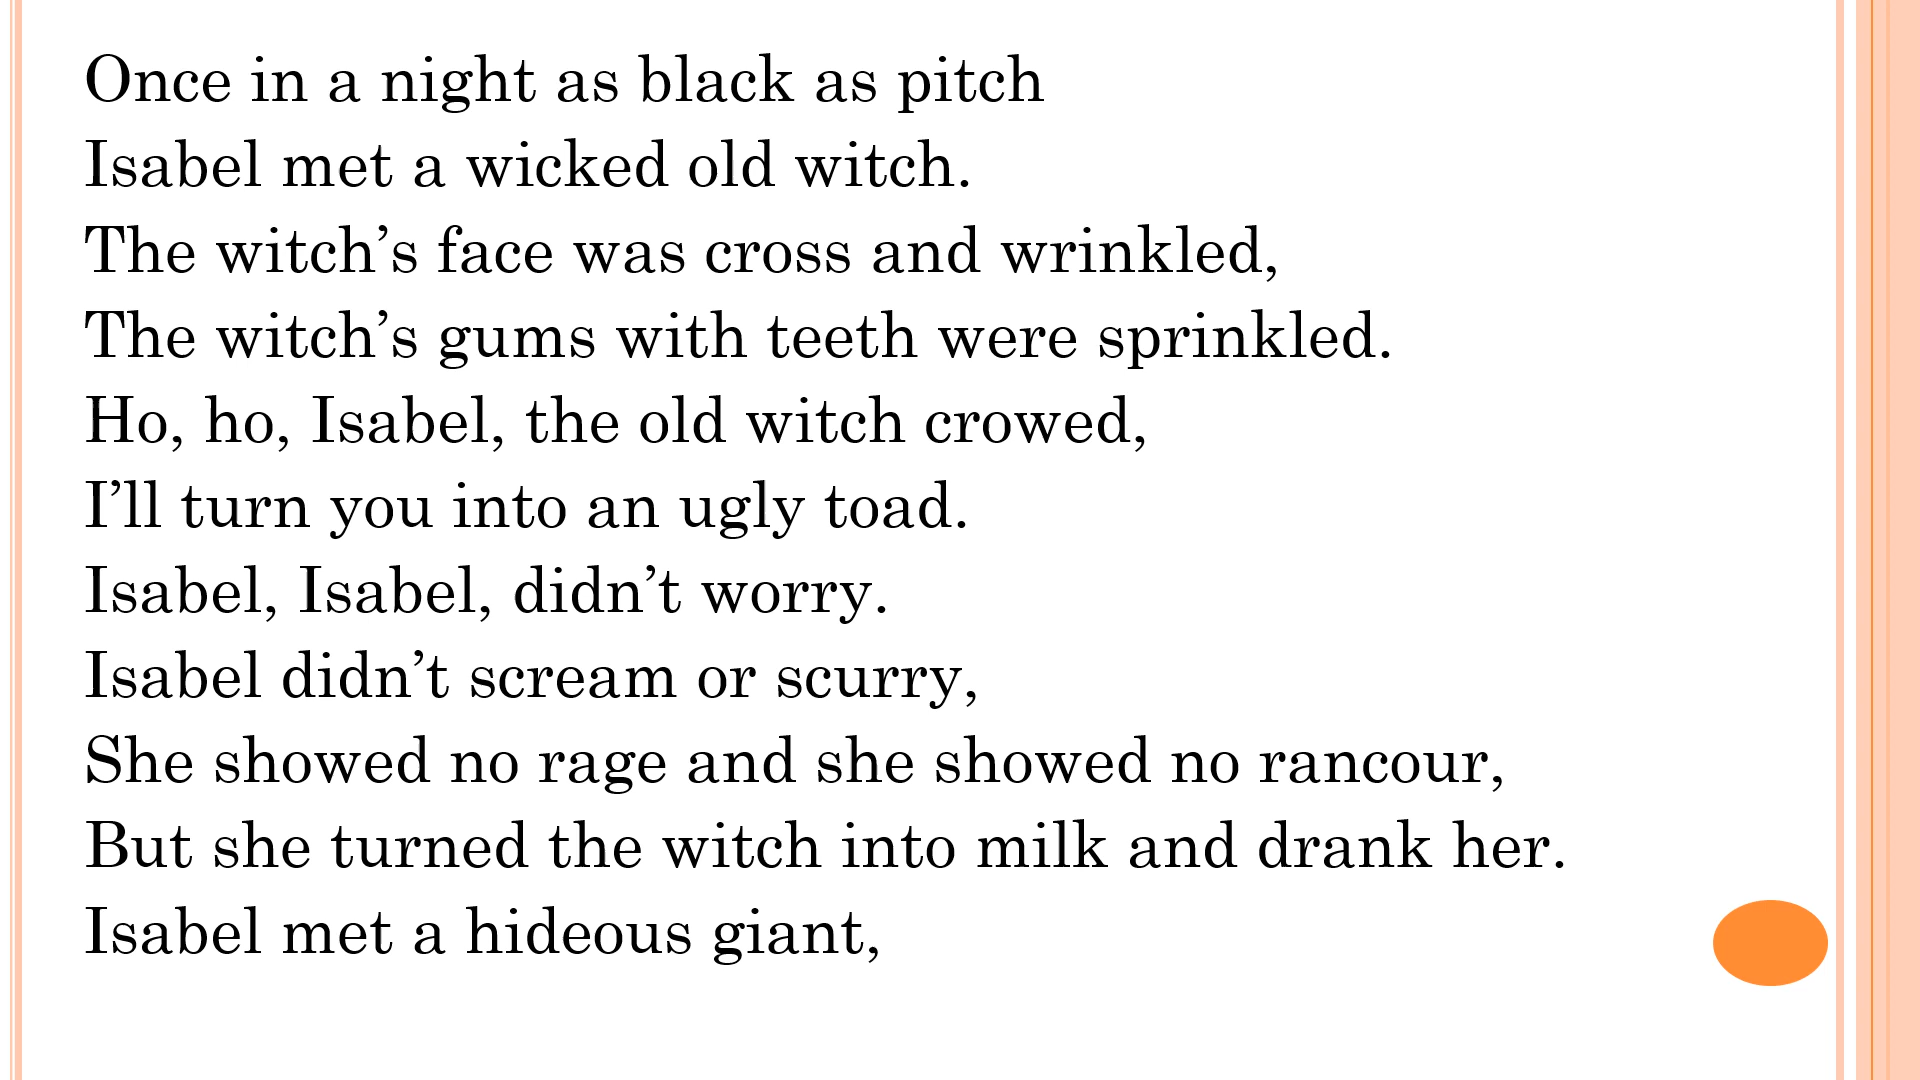 Once in a night as black as pitch
Isabel met a wicked old witch.
The witch’s face was cross and wrinkled,
The witch’s gums with teeth were sprinkled.
Ho, ho, Isabel, the old witch crowed,
I’ll turn you into an ugly toad.
Isabel, Isabel, didn’t worry.
Isabel didn’t scream or scurry,
She showed no rage and she showed no rancour,
But she turned the witch into milk and drank her.
Isabel met a hideous giant,